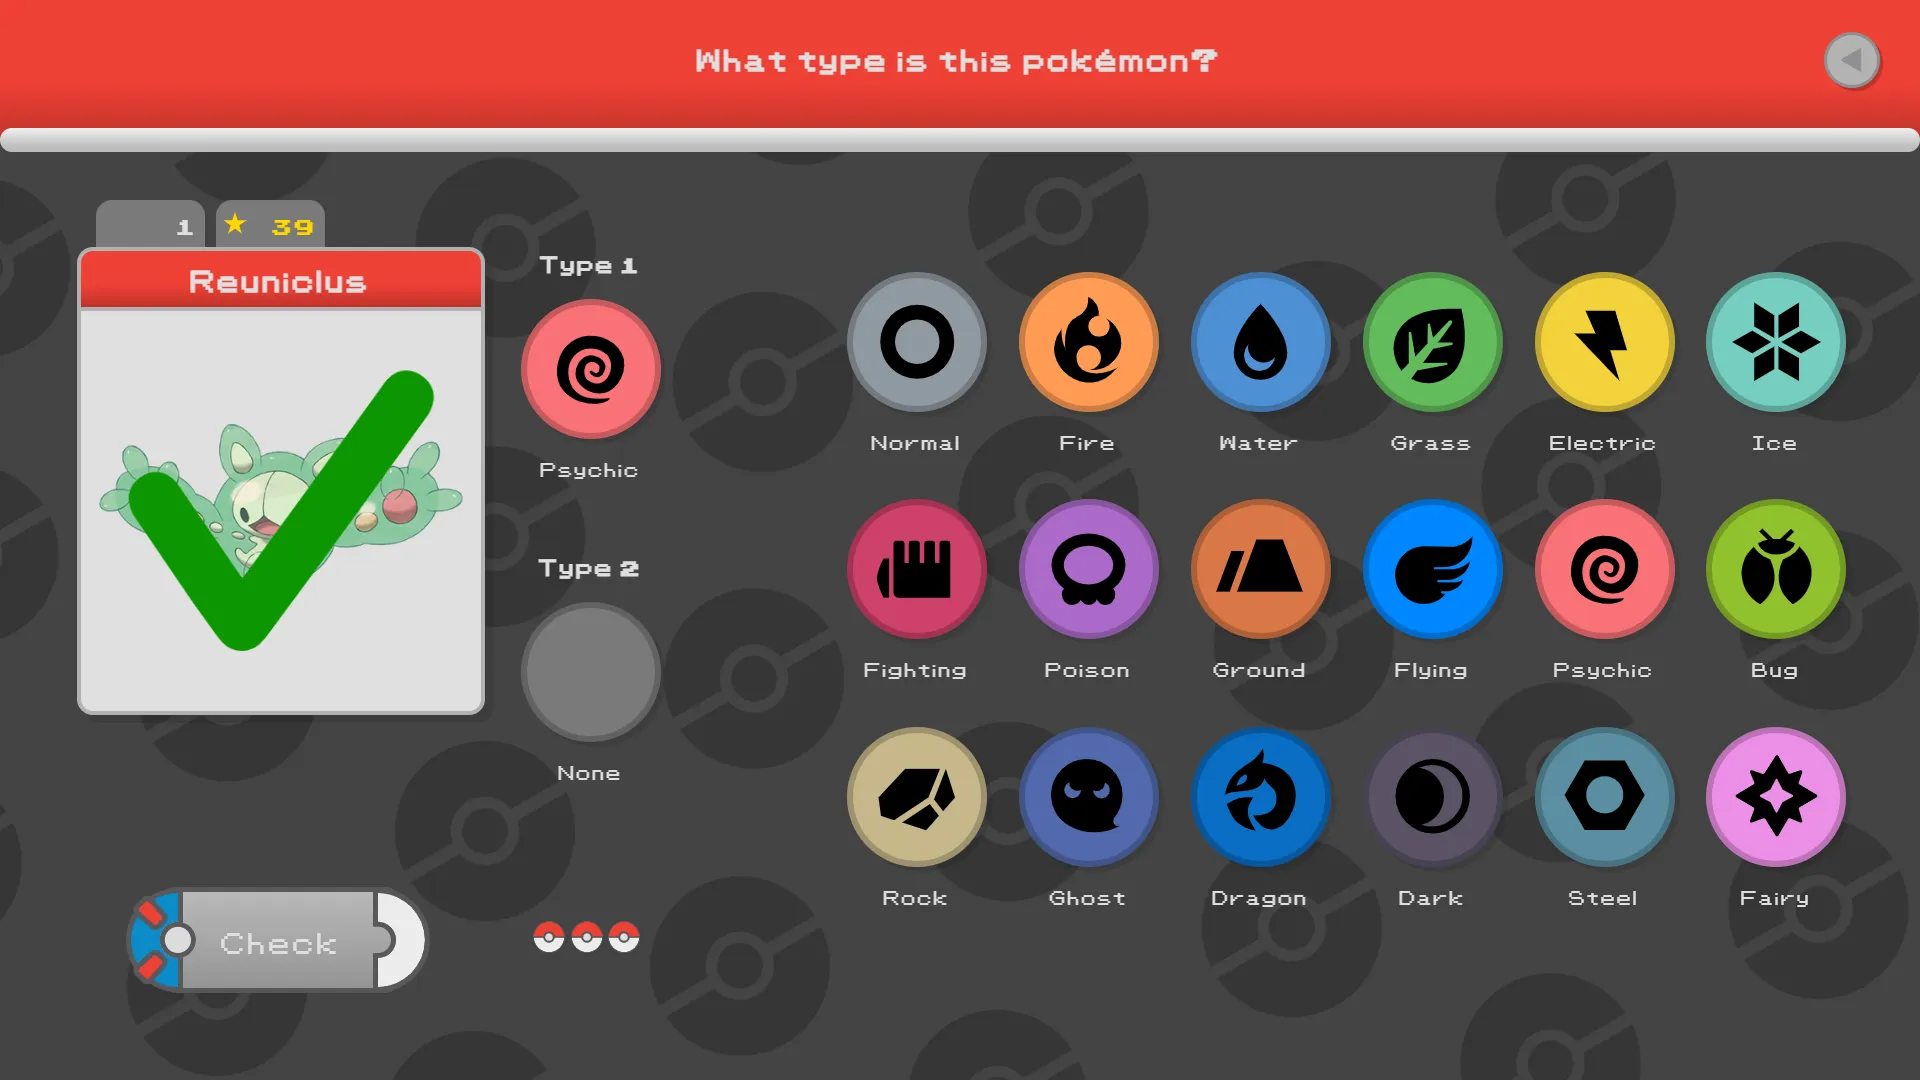 What type is this pokémon?
1
39
Reuniclus
Type 1
Psychic
Type 2
None
Check
Normal
Fire
Water
Grass
Electric
Ice
Fighting
Poison
Ground
Flying
Psychic
Bug
Rock
Ghost
Dragon
Dark
Steel
Fairy